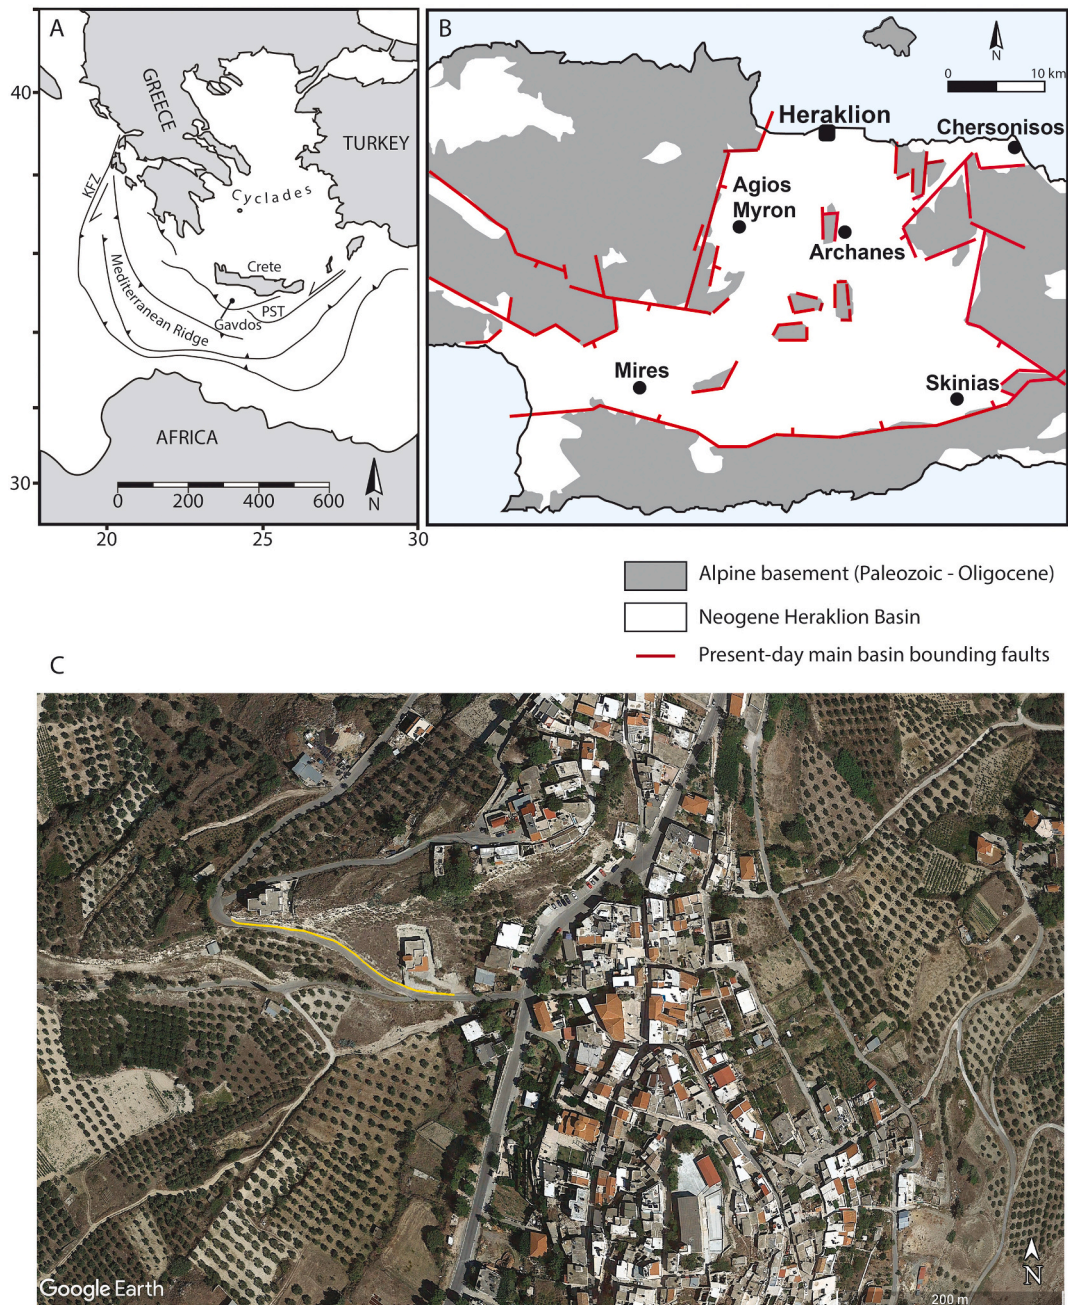 A
40
GREECE
TURKEY
KFZ
Cyclades
Crete
Mediterranean Ridge
PST
Gavdos
AFRICA
30
0 200 400 600
N
20 25 30
B
N
0 10 km
Heraklion
Chersonisos
Agios
Myron
Archanes
Mires
Skinias
Alpine basement (Paleozoic - Oligocene)
Neogene Heraklion Basin
Present-day main basin bounding faults
C
N
Google Earth
200 m